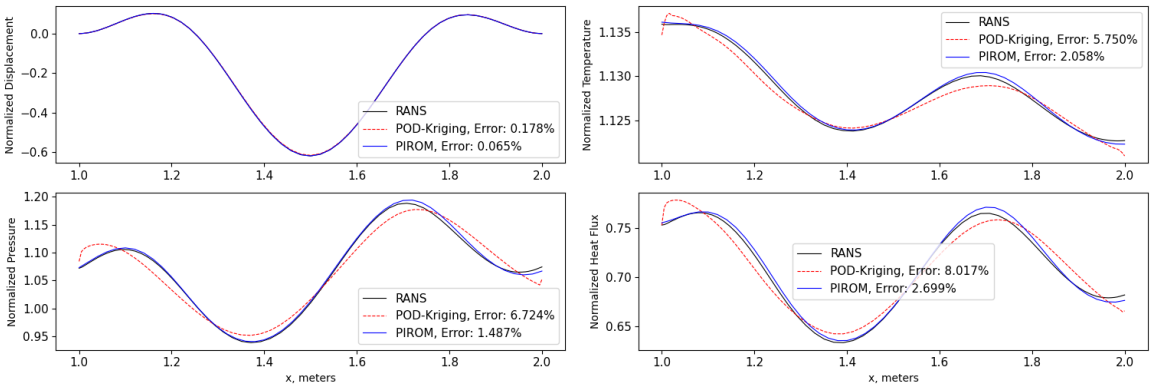 Normalized Displacement
0.0
−0.2
−0.4
−0.6
RANS
POD-Kriging, Error: 0.178%
PIROM, Error: 0.065%
1.0 1.2 1.4 1.6 1.8 2.0
Normalized Temperature
1.135
1.130
1.125
RANS
POD-Kriging, Error: 5.750%
PIROM, Error: 2.058%
1.0 1.2 1.4 1.6 1.8 2.0
Normalized Pressure
1.20
1.15
1.10
1.05
1.00
0.95
RANS
POD-Kriging, Error: 6.724%
PIROM, Error: 1.487%
1.0 1.2 1.4 1.6 1.8 2.0
x, meters
Normalized Heat Flux
0.75
0.70
0.65
RANS
POD-Kriging, Error: 8.017%
PIROM, Error: 2.699%
1.0 1.2 1.4 1.6 1.8 2.0
x, meters